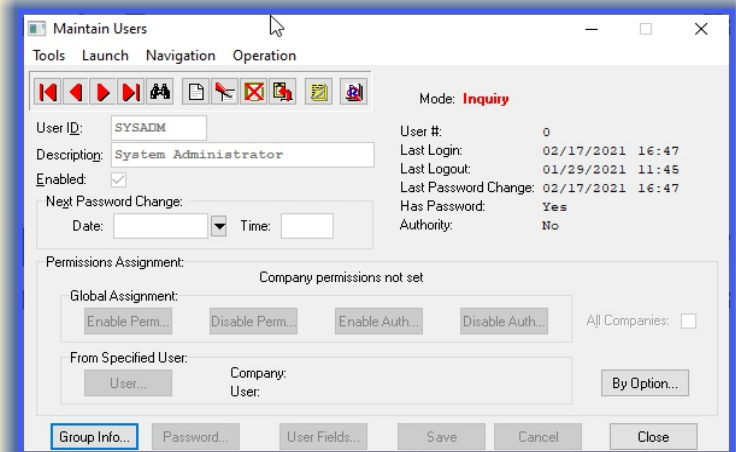 Maintain Users
Tools Launch Navigation Operation
Mode: Inquiry
User ID: SYSADM
Description: System Administrator
Enabled:
Next Password Change:
Date: Time:
User #: 0
Last Login: 02/17/2021 16:47
Last Logout: 01/29/2021 11:45
Last Password Change: 02/17/2021 16:47
Has Password: Yes
Authority: No
Permissions Assignment:
Company permissions not set
Global Assignment:
Enable Perm... Disable Perm... Enable Auth... Disable Auth... All Companies:
From Specified User:
User... Company:
User:
By Option...
Group Info... Password... User Fields... Save Cancel Close